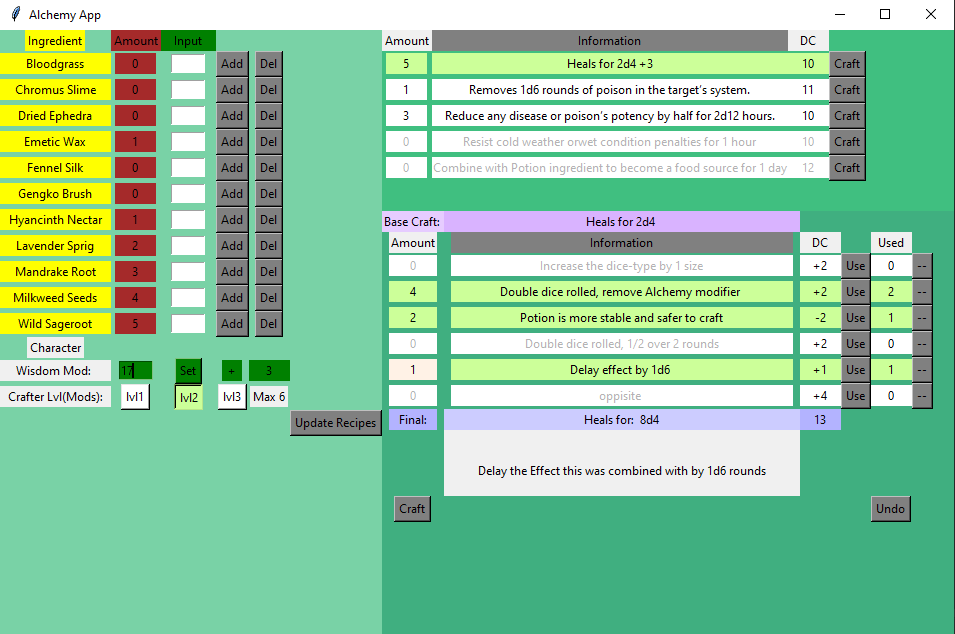 Alchemy App
Ingredient Amount Input
Bloodgrass 0 Add Del
Chromus Slime 0 Add Del
Dried Ephedra 0 Add Del
Emetic Wax 1 Add Del
Fennel Silk 0 Add Del
Gengko Brush 0 Add Del
Hyancinth Nectar 1 Add Del
Lavender Sprig 2 Add Del
Mandrake Root 3 Add Del
Milkweed Seeds 4 Add Del
Wild Sageroot 5 Add Del
Character
Wisdom Mod: 17 Set + 3
Crafter Lvl(Mods): lvl1 lvl2 lvl3 Max 6
Update Recipes
Amount Information DC
5 Heals for 2d4 +3 10 Craft
1 Removes 1d6 rounds of poison in the target's system. 11 Craft
3 Reduce any disease or poison's potency by half for 2d12 hours. 10 Craft
0 Resist cold weather orwet condition penalties for 1 hour 10 Craft
0 Combine with Potion ingredient to become a food source for 1 day 12 Craft
Base Craft: Heals for 2d4
Amount Information DC Used
0 Increase the dice-type by 1 size +2 Use 0 --
4 Double dice rolled, remove Alchemy modifier +2 Use 2 --
2 Potion is more stable and safer to craft -2 Use 1 --
0 Double dice rolled, 1/2 over 2 rounds +2 Use 0 --
1 Delay effect by 1d6 +1 Use 1 --
0 oppisite +4 Use 0 --
Final: Heals for: 8d4 13
Delay the Effect this was combined with by 1d6 rounds
Craft Undo